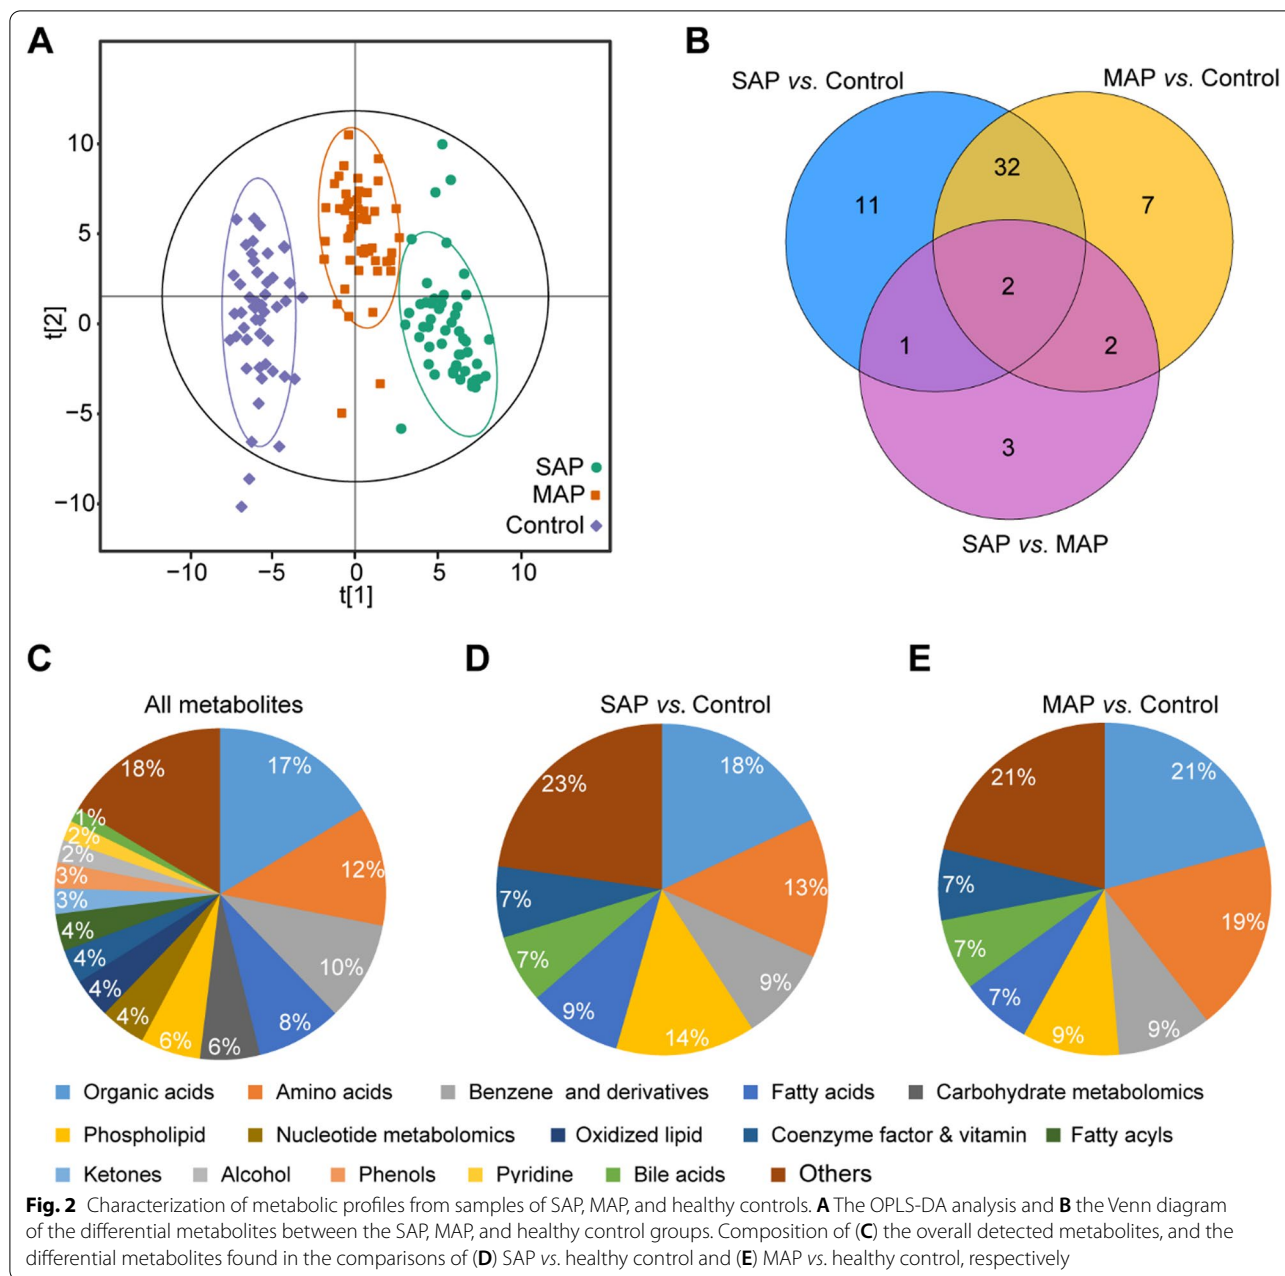 A
10
5
0
−5
−10
t[2]
SAP
MAP
Control
−10 −5 0 5 10
t[1]
B
SAP vs. Control
MAP vs. Control
32
11
7
2
1
2
3
SAP vs. MAP
C
All metabolites
18%
17%
1%
2%
2%
12%
3%
3%
4%
10%
4%
4%
4%
8%
6%
6%
D
SAP vs. Control
18%
23%
13%
7%
7%
9%
9%
14%
E
MAP vs. Control
21%
21%
7%
19%
7%
7%
9%
9%
Organic acids Amino acids Benzene and derivatives Fatty acids Carbohydrate metabolomics
Phospholipid Nucleotide metabolomics Oxidized lipid Coenzyme factor & vitamin Fatty acyls
Ketones Alcohol Phenols Pyridine Bile acids Others
Fig. 2 Characterization of metabolic profiles from samples of SAP, MAP, and healthy controls. A The OPLS-DA analysis and B the Venn diagram
of the differential metabolites between the SAP, MAP, and healthy control groups. Composition of (C) the overall detected metabolites, and the
differential metabolites found in the comparisons of (D) SAP vs. healthy control and (E) MAP vs. healthy control, respectively